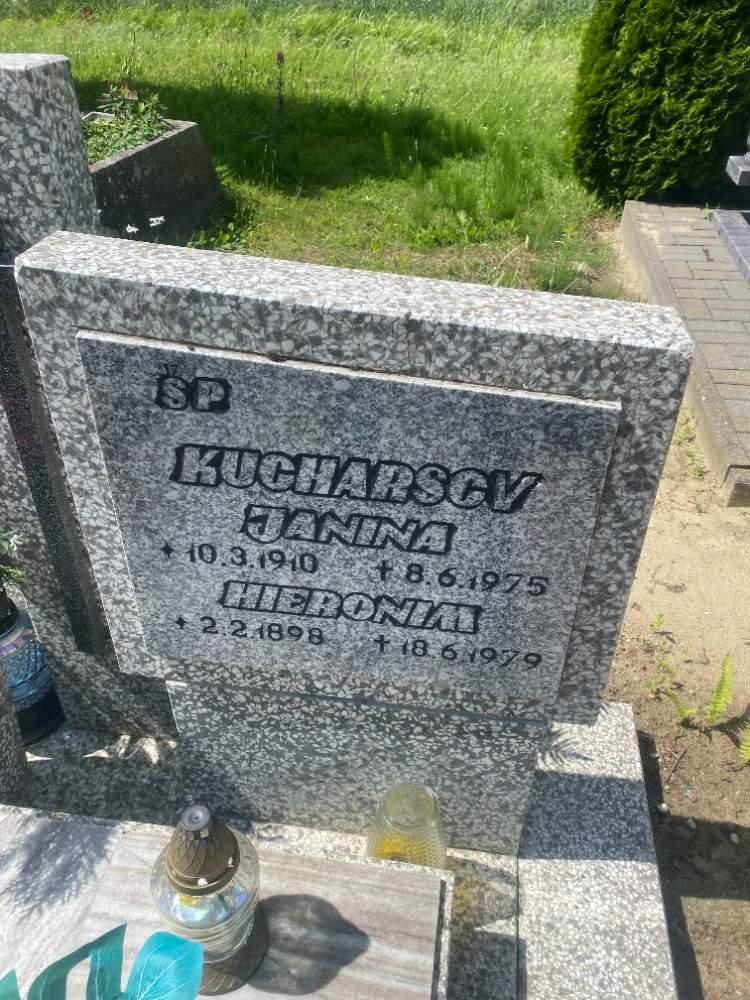 ŚP
KUCHARSCY
JANINA
* 10.3.1910 † 8.6.1975
HIERONIM
* 2.2.1898 † 18.6.1979